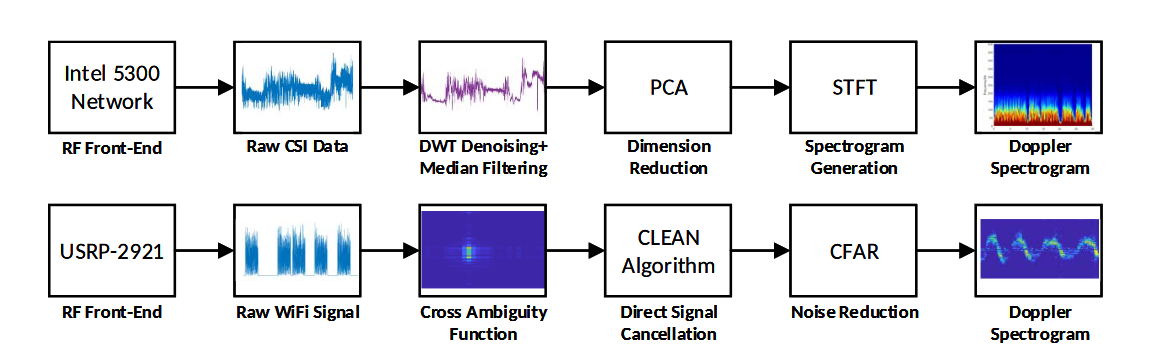 Intel 5300
Network
RF Front-End
Raw CSI Data
DWT Denoising+
Median Filtering
PCA
Dimension
Reduction
STFT
Spectrogram
Generation
Doppler
Spectrogram
USRP-2921
RF Front-End
Raw WiFi Signal
Cross Ambiguity
Function
CLEAN
Algorithm
Direct Signal
Cancellation
CFAR
Noise Reduction
Doppler
Spectrogram